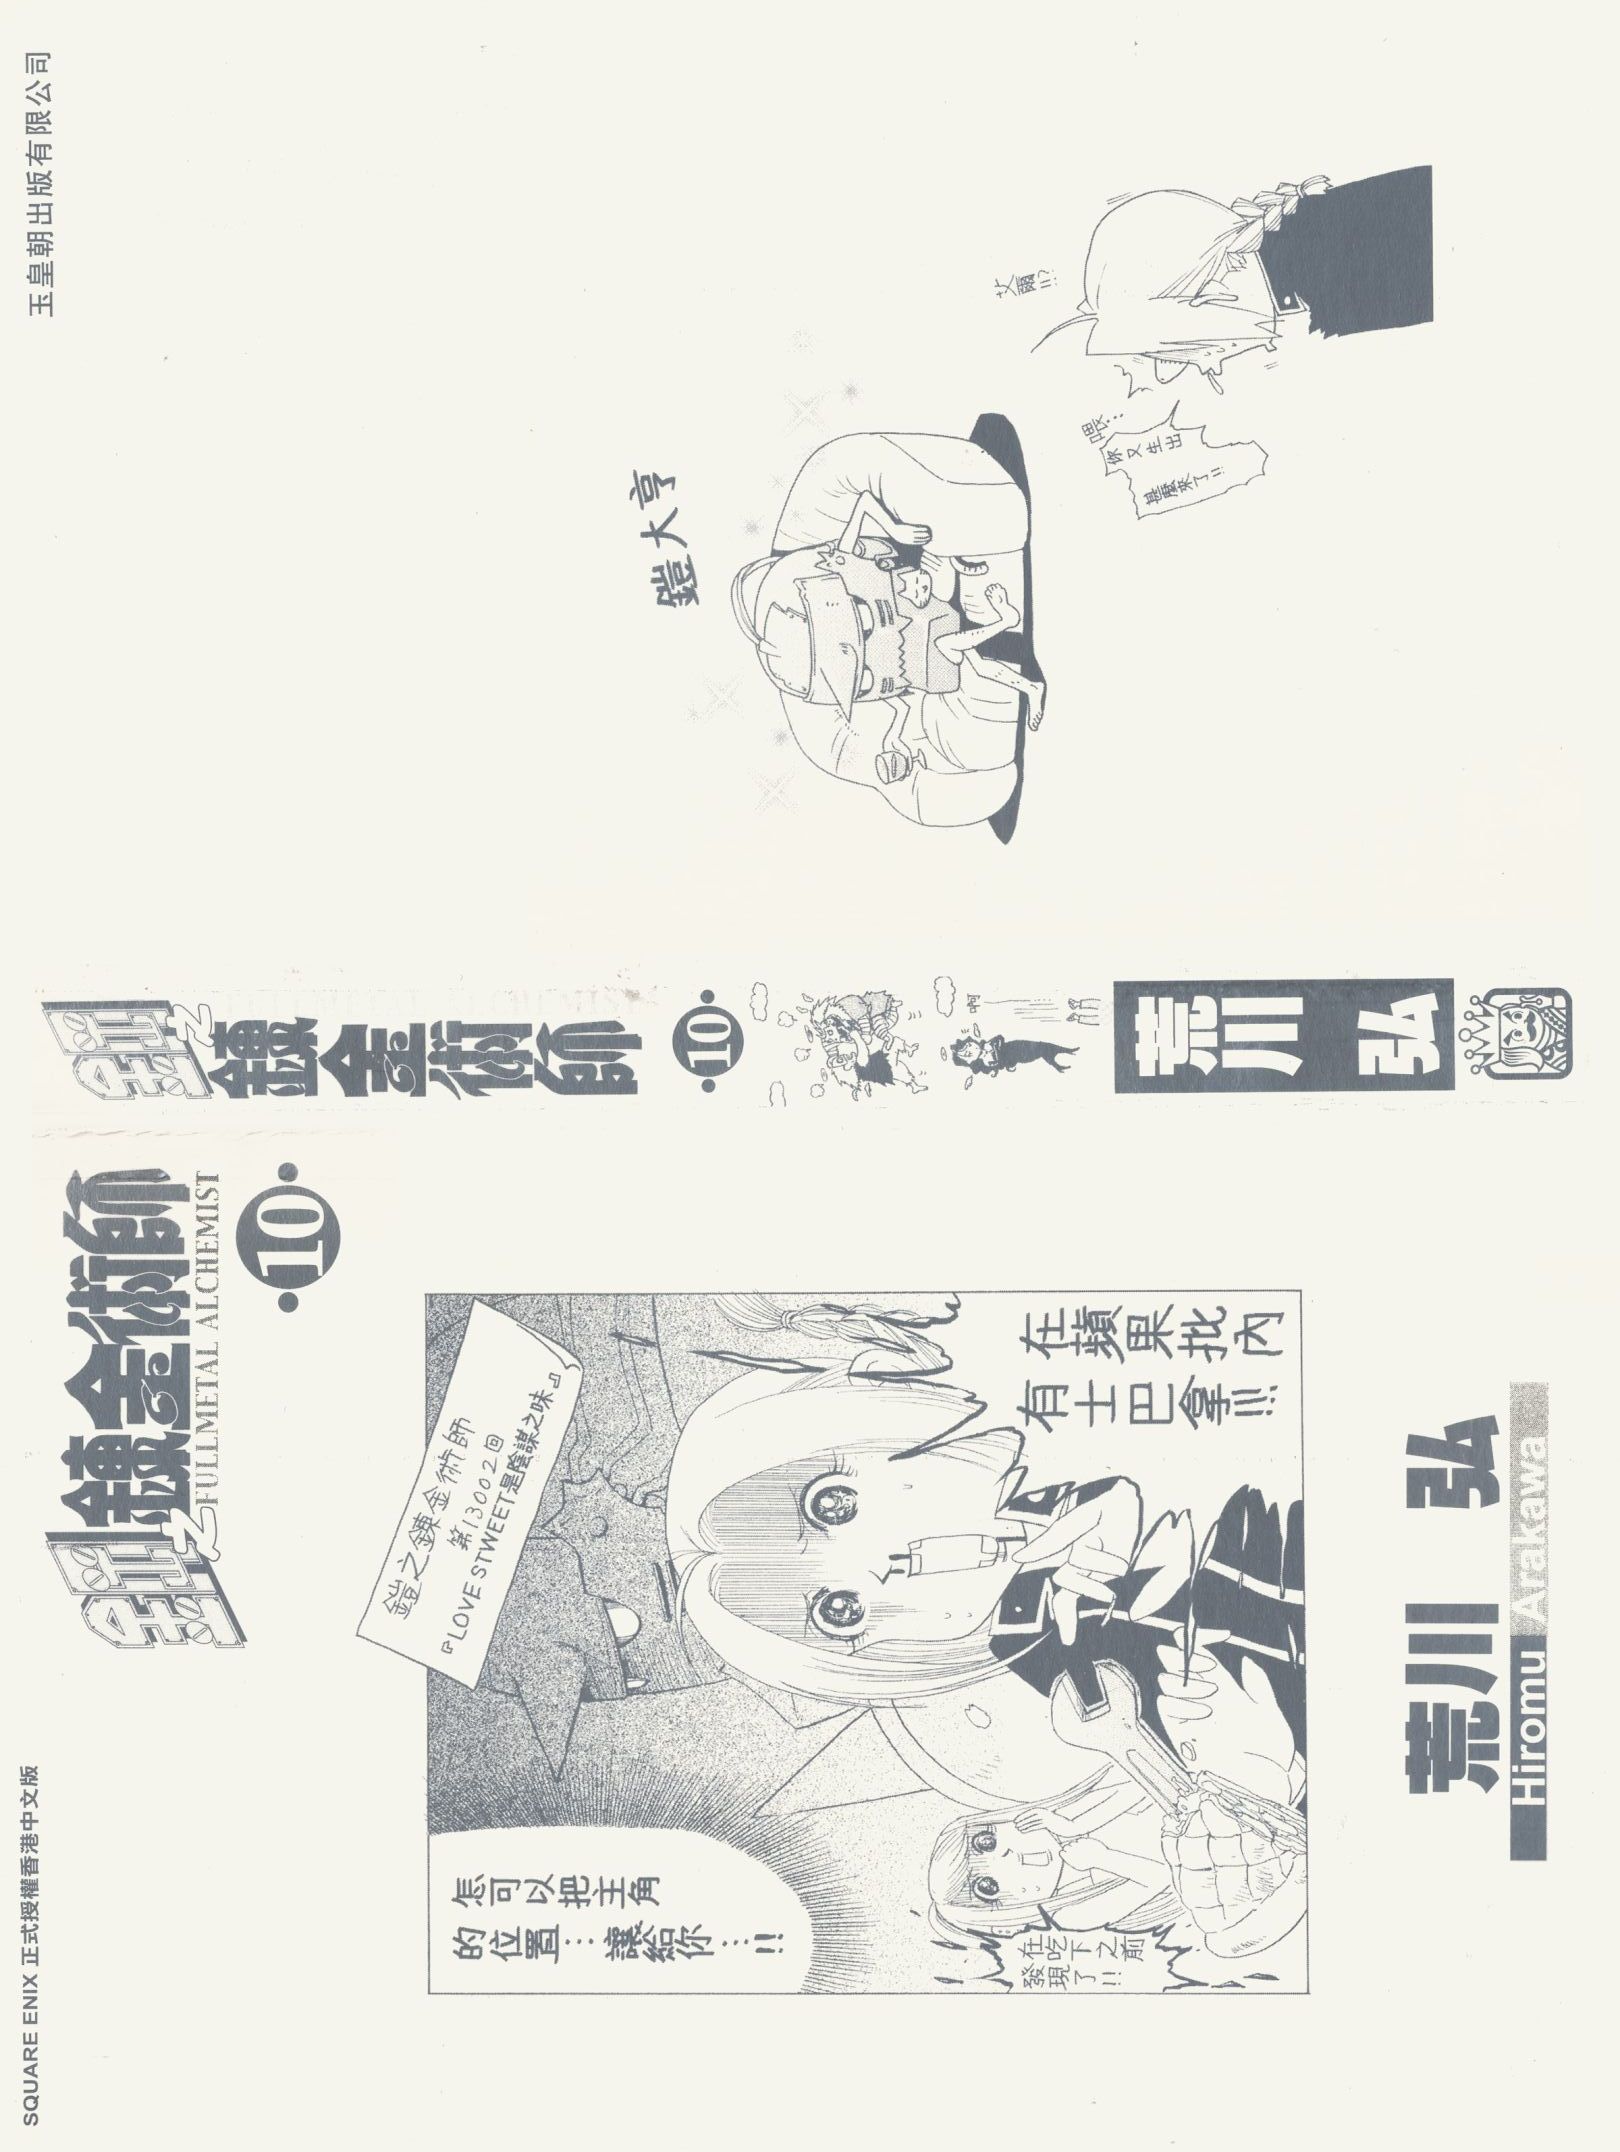 SQUARE ENIX 正式授權香港中文版
鋼之鍊金術師
FULLMETAL ALCHEMIST
10
鎧之鍊金術師
第13002回
『LOVE STWEET是陰謀之味』
怎可以把主角
的位置…讓給你…!!
在蘋果批內
有士巴拿!!!
在吃下之前
發現了!!
荒川 弘
Hiromu Arakawa
鋼之鍊金術師
FULLMETAL ALCHEMIST
10
啊
荒川 弘
玉皇朝出版有限公司
鎧大亨
艾爾!!?
喂…
你又生出
甚麼來了!!